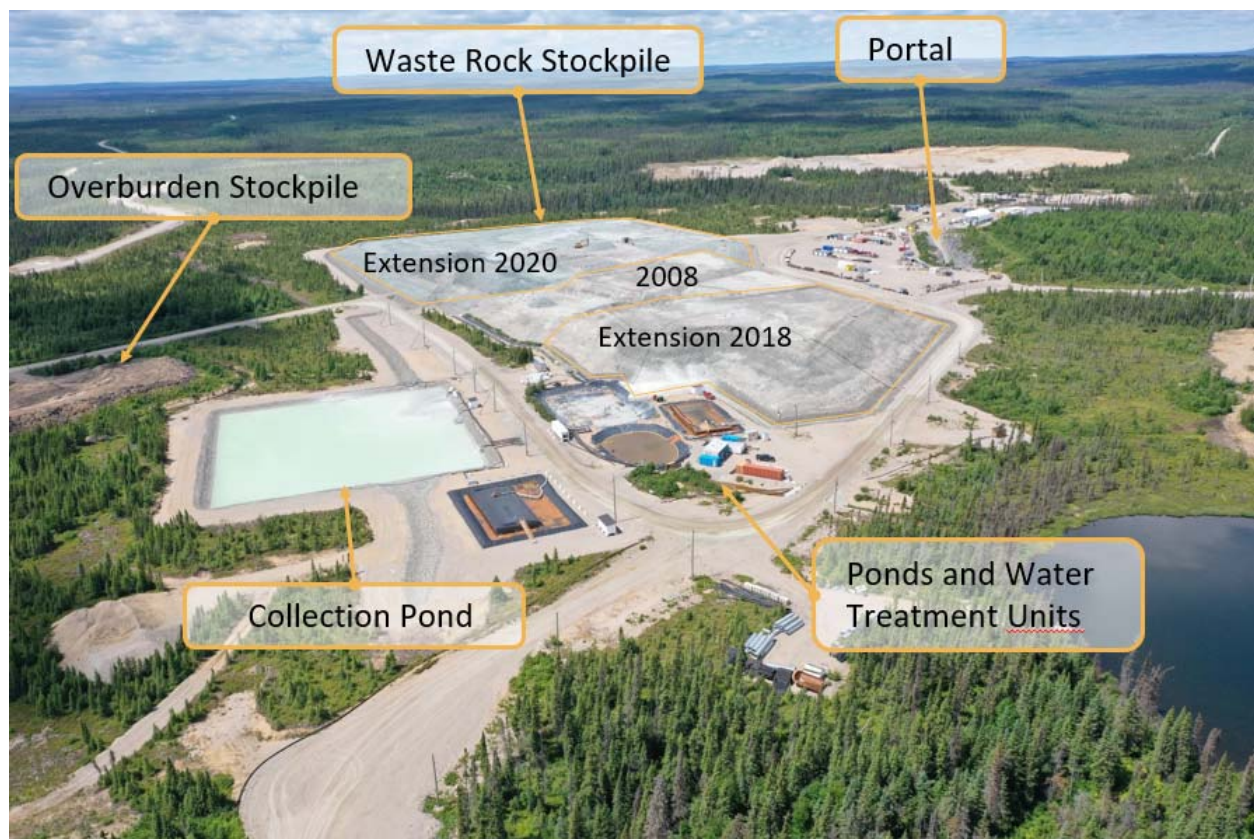 Waste Rock Stockpile
Portal
Overburden Stockpile
Extension 2020
2008
Extension 2018
Collection Pond
Ponds and Water
Treatment Units